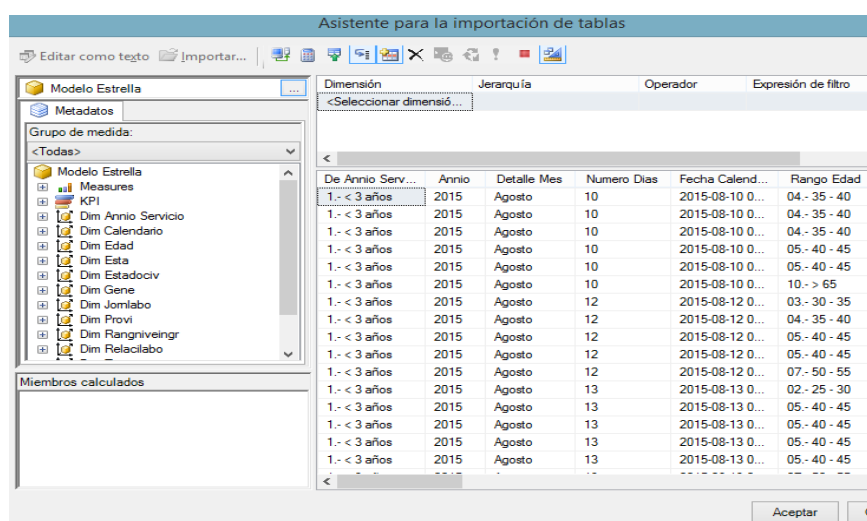 Asistente para la importación de tablas
Editar como texto Importar...
Modelo Estrella ...
Metadatos
Grupo de medida:
<Todas>
Modelo Estrella
Measures
KPI
Dim Annio Servicio
Dim Calendario
Dim Edad
Dim Esta
Dim Estadociv
Dim Gene
Dim Jornlabo
Dim Provi
Dim Rangniveingr
Dim Relacilabo
Miembros calculados
Dimensión Jerarquía Operador Expresión de filtro
<Seleccionar dimensió...
De Annio Serv... Annio Detalle Mes Numero Dias Fecha Calend... Rango Edad
1.- < 3 años 2015 Agosto 10 2015-08-10 0... 04.- 35 - 40
1.- < 3 años 2015 Agosto 10 2015-08-10 0... 04.- 35 - 40
1.- < 3 años 2015 Agosto 10 2015-08-10 0... 04.- 35 - 40
1.- < 3 años 2015 Agosto 10 2015-08-10 0... 05.- 40 - 45
1.- < 3 años 2015 Agosto 10 2015-08-10 0... 05.- 40 - 45
1.- < 3 años 2015 Agosto 10 2015-08-10 0... 10.- > 65
1.- < 3 años 2015 Agosto 12 2015-08-12 0... 03.- 30 - 35
1.- < 3 años 2015 Agosto 12 2015-08-12 0... 04.- 35 - 40
1.- < 3 años 2015 Agosto 12 2015-08-12 0... 05.- 40 - 45
1.- < 3 años 2015 Agosto 12 2015-08-12 0... 05.- 40 - 45
1.- < 3 años 2015 Agosto 12 2015-08-12 0... 07.- 50 - 55
1.- < 3 años 2015 Agosto 13 2015-08-13 0... 02.- 25 - 30
1.- < 3 años 2015 Agosto 13 2015-08-13 0... 05.- 40 - 45
1.- < 3 años 2015 Agosto 13 2015-08-13 0... 05.- 40 - 45
1.- < 3 años 2015 Agosto 13 2015-08-13 0... 05.- 40 - 45
1.- < 3 años 2015 Agosto 13 2015-08-13 0... 05.- 40 - 45
Aceptar